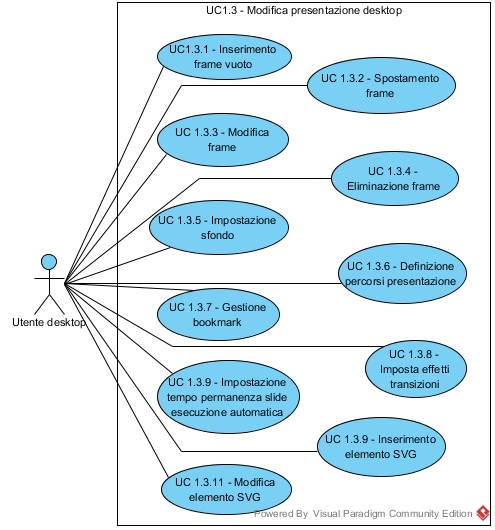 UC1.3 - Modifica presentazione desktop
UC1.3.1 - Inserimento
frame vuoto
UC 1.3.2 - Spostamento
frame
UC 1.3.3 - Modifica
frame
UC 1.3.4 -
Eliminazione frame
UC 1.3.5 - Impostazione
sfondo
UC 1.3.6 - Definizione
percorsi presentazione
Utente desktop
UC 1.3.7 - Gestione
bookmark
UC 1.3.8 -
Imposta effetti
transizioni
UC 1.3.9 - Impostazione
tempo permanenza slide
esecuzione automatica
UC 1.3.9 - Inserimento
elemento SVG
UC 1.3.11 - Modifica
elemento SVG
Powered By Visual Paradigm Community Edition